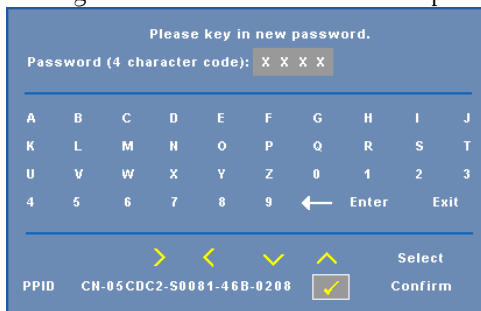 Please key in new password.
Password (4 character code): X X X X
A B C D E F G H I J
K L M N O P Q R S T
U V W X Y Z 0 1 2 3
4 5 6 7 8 9 ← Enter Exit
Select
PPID CN-05CDC2-S0081-46B-0208 Confirm